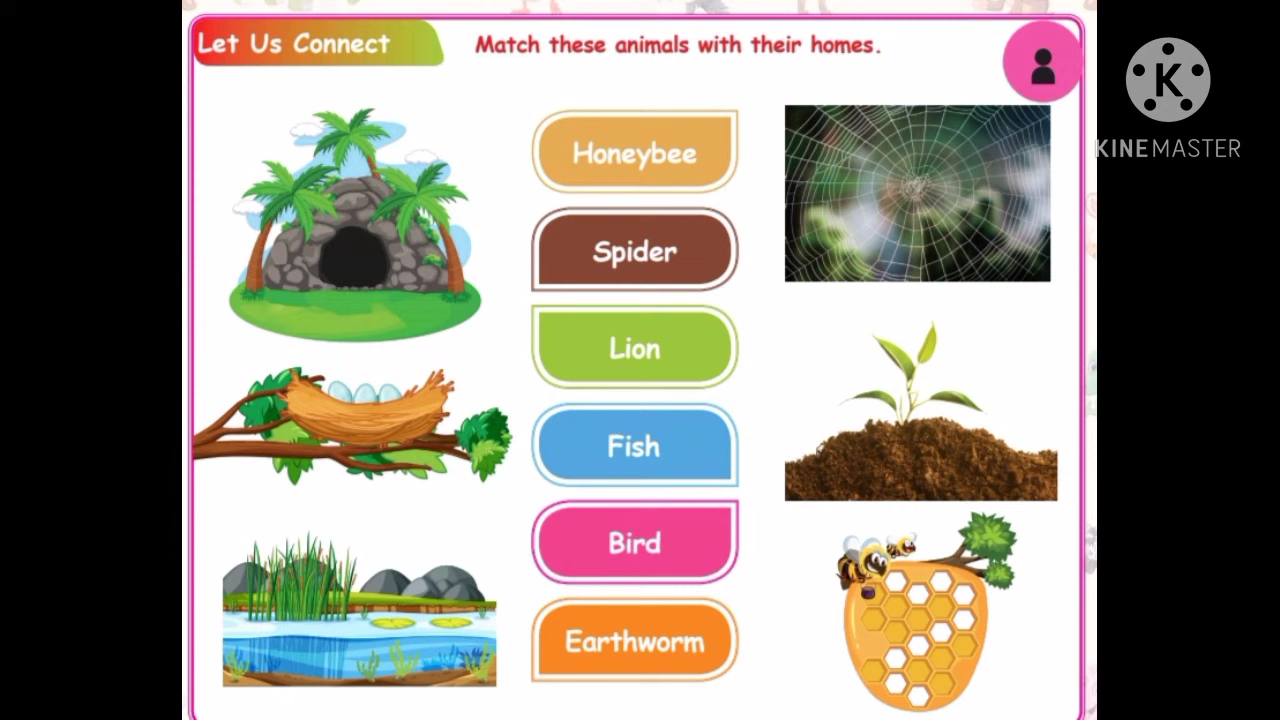 Let Us Connect
Match these animals with their homes.
K
KINEMASTER
Honeybee
Spider
Lion
Fish
Bird
Earthworm